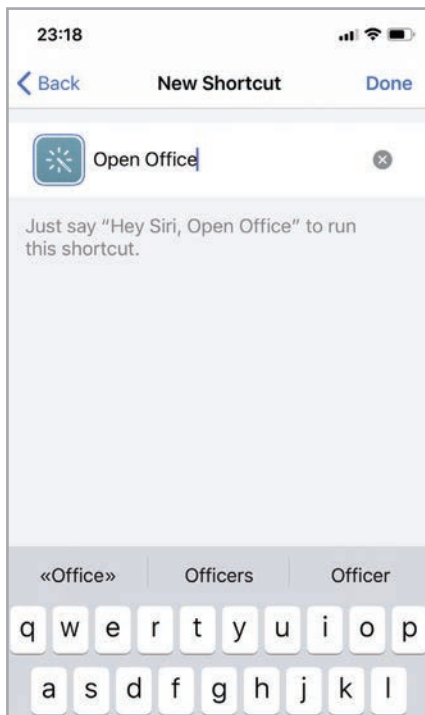 23:18
Back New Shortcut Done
Open Office
Just say “Hey Siri, Open Office” to run
this shortcut.
«Office» Officers Officer
q w e r t y u i o p
a s d f g h j k l